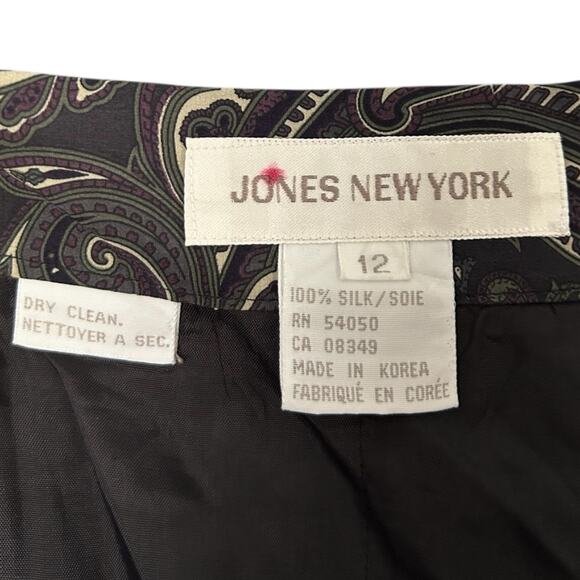 JONES NEW YORK
12
100% SILK/SOIE
RN 54050
CA 08349
MADE IN KOREA
FABRIQUÉ EN CORÉE
DRY CLEAN.
NETTOYER A SEC.